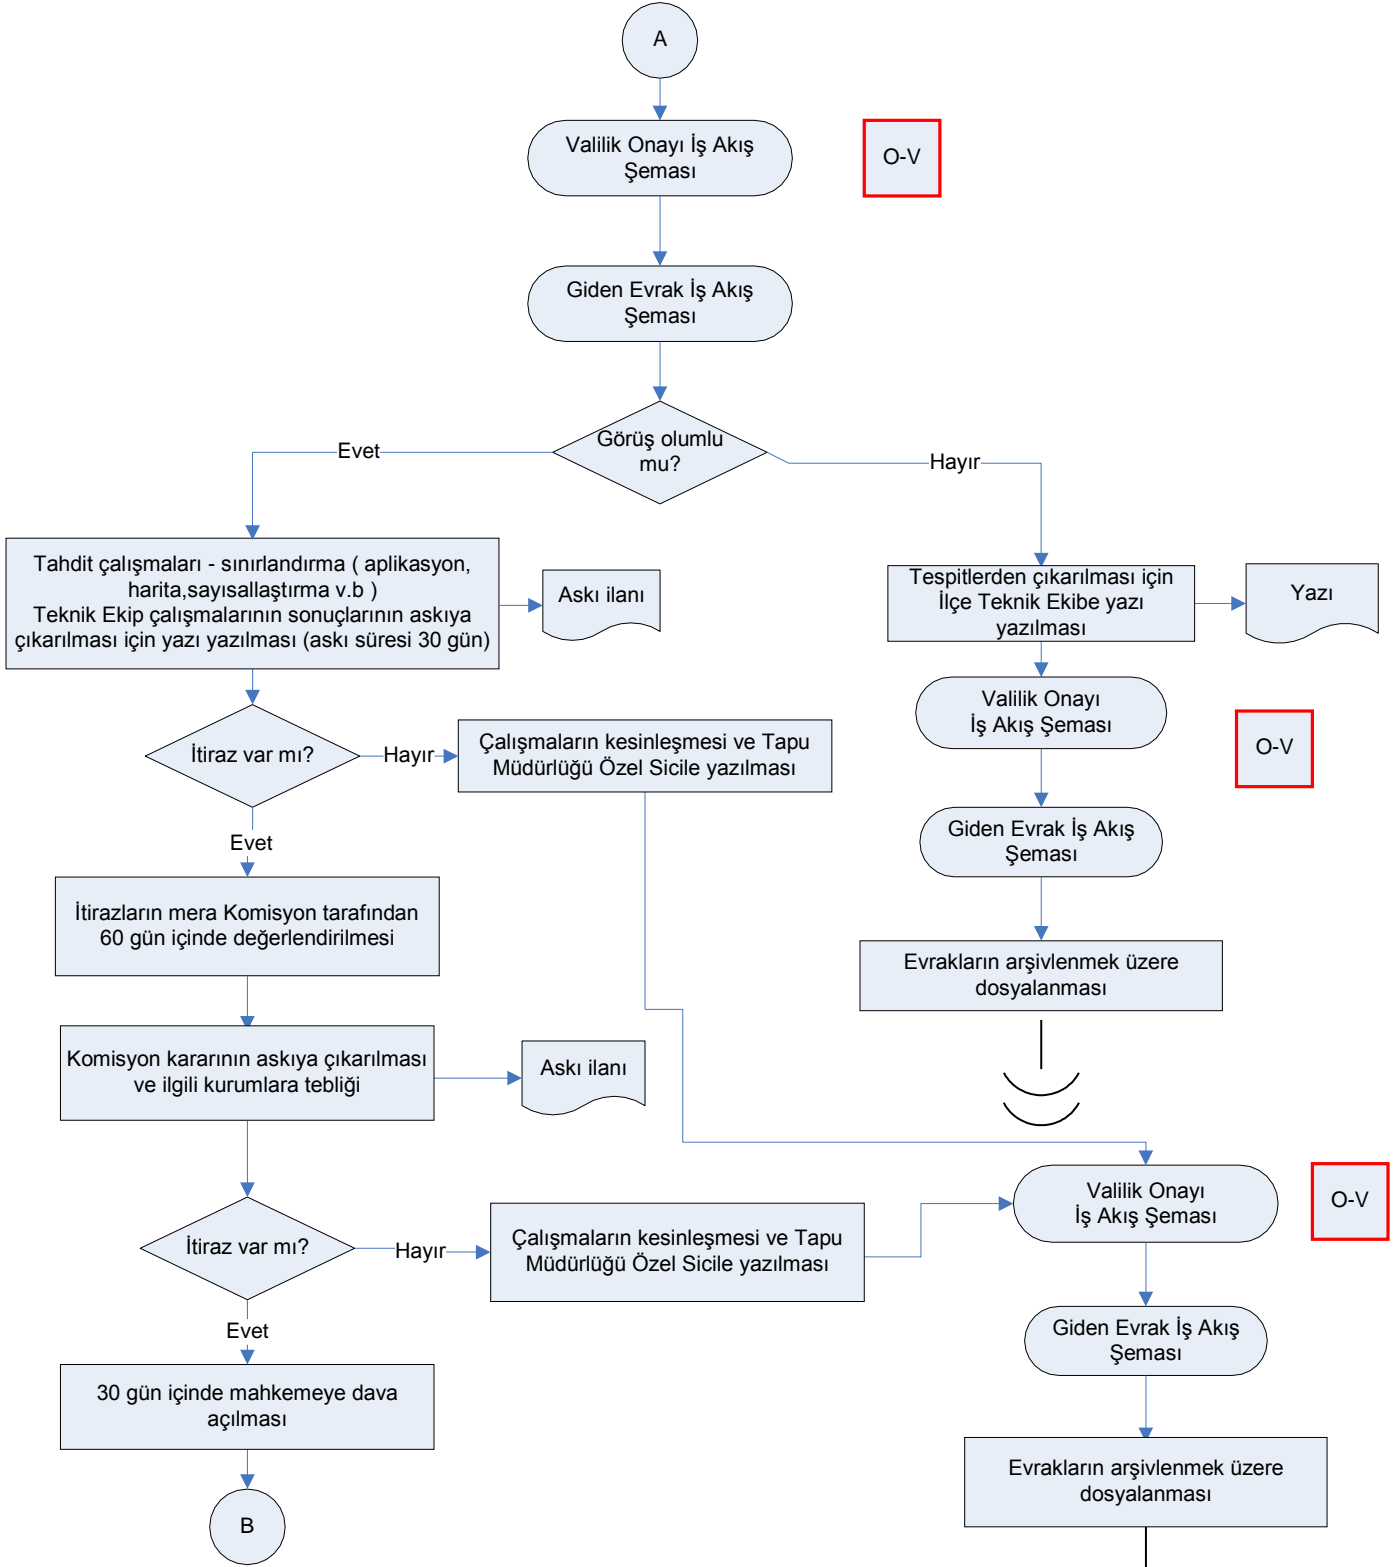 A
Valilik Onayı İş Akış
Şeması
O-V
Giden Evrak İş Akış
Şeması
Görüş olumlu
mu?
Evet
Hayır
Tahdit çalışmaları - sınırlandırma ( aplikasyon,
harita,sayısallaştırma v.b )
Teknik Ekip çalışmalarının sonuçlarının askıya
çıkarılması için yazı yazılması (askı süresi 30 gün)
Askı ilanı
Tespitlerden çıkarılması için
İlçe Teknik Ekibe yazı
yazılması
Yazı
Valilik Onayı
İş Akış Şeması
O-V
İtiraz var mı?
Hayır
Çalışmaların kesinleşmesi ve Tapu
Müdürlüğü Özel Sicile yazılması
Giden Evrak İş Akış
Şeması
Evet
İtirazların mera Komisyon tarafından
60 gün içinde değerlendirilmesi
Evrakların arşivlenmek üzere
dosyalanması
Komisyon kararının askıya çıkarılması
ve ilgili kurumlara tebliği
Askı ilanı
Valilik Onayı
İş Akış Şeması
O-V
İtiraz var mı?
Hayır
Çalışmaların kesinleşmesi ve Tapu
Müdürlüğü Özel Sicile yazılması
Giden Evrak İş Akış
Şeması
Evet
30 gün içinde mahkemeye dava
açılması
Evrakların arşivlenmek üzere
dosyalanması
B